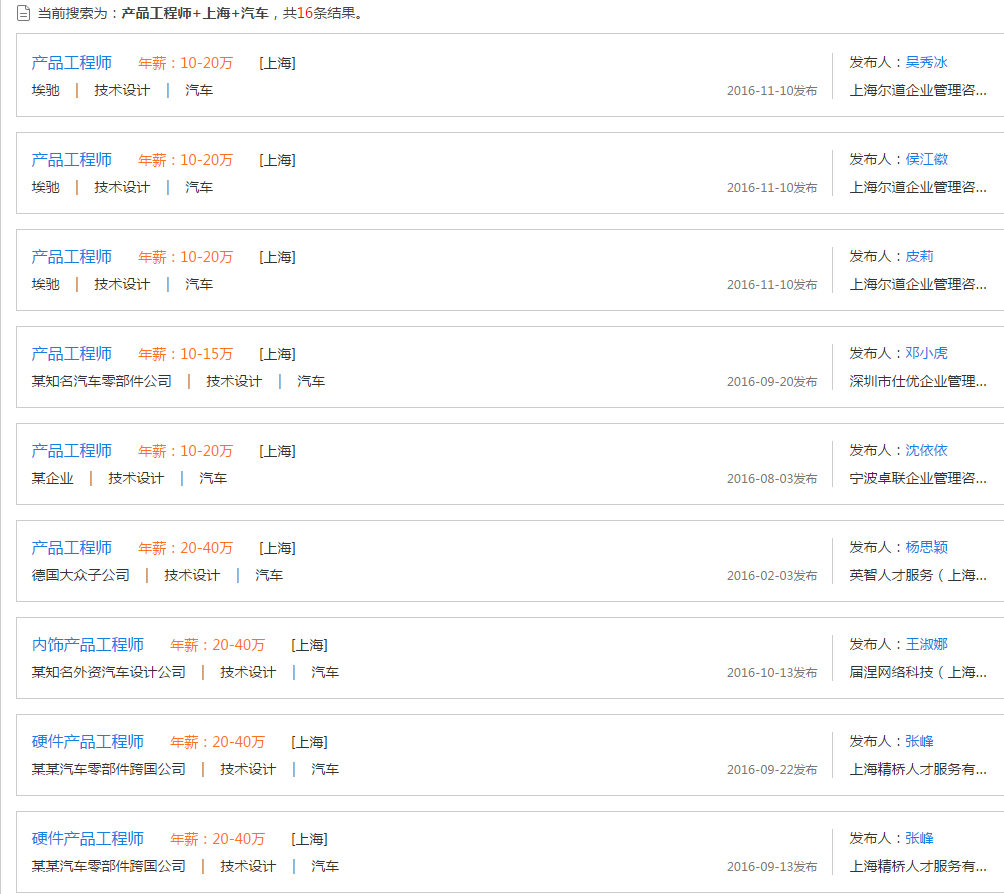 当前搜索为：产品工程师+上海+汽车，共16条结果。
产品工程师 年薪：10-20万 [上海] 发布人：吴秀冰
埃驰 | 技术设计 | 汽车 2016-11-10发布 上海尔道企业管理咨...
产品工程师 年薪：10-20万 [上海] 发布人：侯江徽
埃驰 | 技术设计 | 汽车 2016-11-10发布 上海尔道企业管理咨...
产品工程师 年薪：10-20万 [上海] 发布人：皮莉
埃驰 | 技术设计 | 汽车 2016-11-10发布 上海尔道企业管理咨...
产品工程师 年薪：10-15万 [上海] 发布人：邓小虎
某知名汽车零部件公司 | 技术设计 | 汽车 2016-09-20发布 深圳市仕优企业管理...
产品工程师 年薪：10-20万 [上海] 发布人：沈依依
某企业 | 技术设计 | 汽车 2016-08-03发布 宁波卓联企业管理咨...
产品工程师 年薪：20-40万 [上海] 发布人：杨思颖
德国大众子公司 | 技术设计 | 汽车 2016-02-03发布 英智人才服务（上海...
内饰产品工程师 年薪：20-40万 [上海] 发布人：王淑娜
某知名外资汽车设计公司 | 技术设计 | 汽车 2016-10-13发布 届涅网络科技（上海...
硬件产品工程师 年薪：20-40万 [上海] 发布人：张峰
某某汽车零部件跨国公司 | 技术设计 | 汽车 2016-09-22发布 上海精桥人才服务有...
硬件产品工程师 年薪：20-40万 [上海] 发布人：张峰
某某汽车零部件跨国公司 | 技术设计 | 汽车 2016-09-13发布 上海精桥人才服务有...